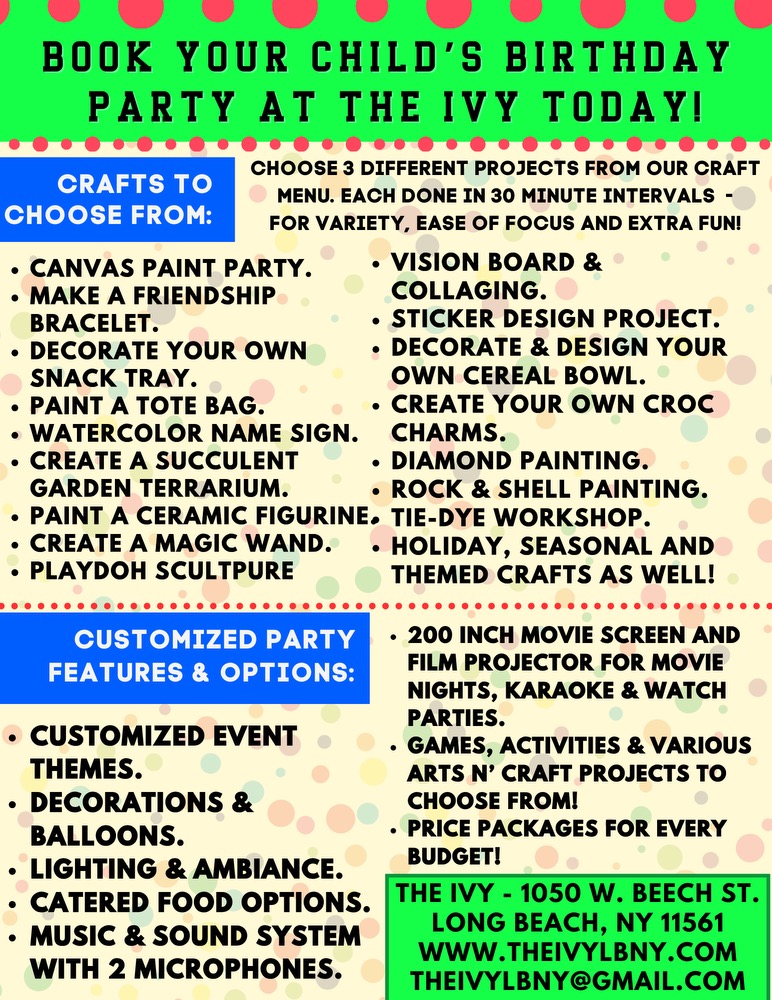 BOOK YOUR CHILD'S BIRTHDAY
PARTY AT THE IVY TODAY!
CRAFTS TO
CHOOSE FROM:
CHOOSE 3 DIFFERENT PROJECTS FROM OUR CRAFT
MENU. EACH DONE IN 30 MINUTE INTERVALS -
FOR VARIETY, EASE OF FOCUS AND EXTRA FUN!
• CANVAS PAINT PARTY.
• MAKE A FRIENDSHIP
BRACELET.
• DECORATE YOUR OWN
SNACK TRAY.
• PAINT A TOTE BAG.
• WATERCOLOR NAME SIGN.
• CREATE A SUCCULENT
GARDEN TERRARIUM.
• PAINT A CERAMIC FIGURINE.
• CREATE A MAGIC WAND.
• PLAYDOH SCULTPURE
• VISION BOARD &
COLLAGING.
• STICKER DESIGN PROJECT.
• DECORATE & DESIGN YOUR
OWN CEREAL BOWL.
• CREATE YOUR OWN CROC
CHARMS.
• DIAMOND PAINTING.
• ROCK & SHELL PAINTING.
• TIE-DYE WORKSHOP.
• HOLIDAY, SEASONAL AND
THEMED CRAFTS AS WELL!
CUSTOMIZED PARTY
FEATURES & OPTIONS:
• CUSTOMIZED EVENT
THEMES.
• DECORATIONS &
BALLOONS.
• LIGHTING & AMBIANCE.
• CATERED FOOD OPTIONS.
• MUSIC & SOUND SYSTEM
WITH 2 MICROPHONES.
• 200 INCH MOVIE SCREEN AND
FILM PROJECTOR FOR MOVIE
NIGHTS, KARAOKE & WATCH
PARTIES.
• GAMES, ACTIVITIES & VARIOUS
ARTS N' CRAFT PROJECTS TO
CHOOSE FROM!
• PRICE PACKAGES FOR EVERY
BUDGET!
THE IVY - 1050 W. BEECH ST.
LONG BEACH, NY 11561
WWW.THEIVYLBNY.COM
THEIVYLBNY@GMAIL.COM